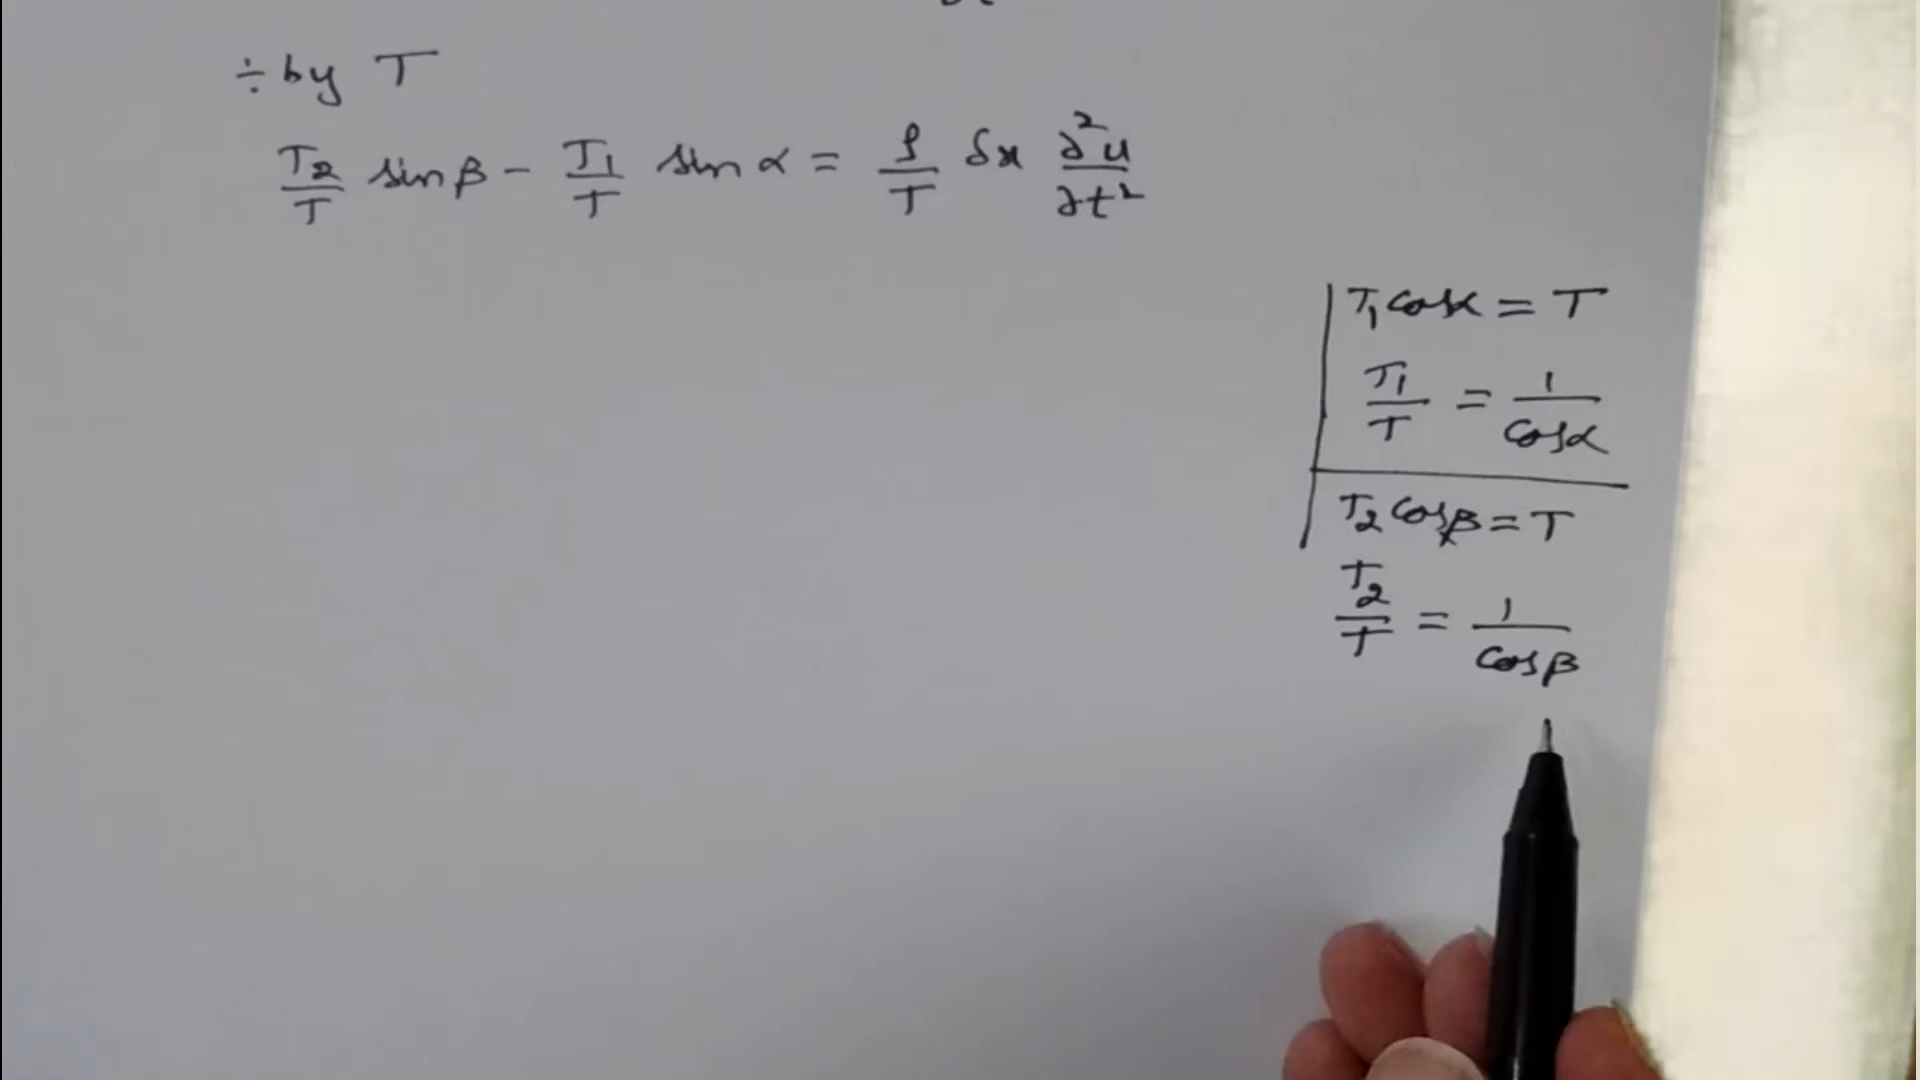 ÷ by T
T₂/T sin β - T₁/T sin α = ρ/T δx ∂²u/∂t²
T₁ cos α = T
T₁/T = 1/cos α
T₂ cos β = T
T₂/T = 1/cos β